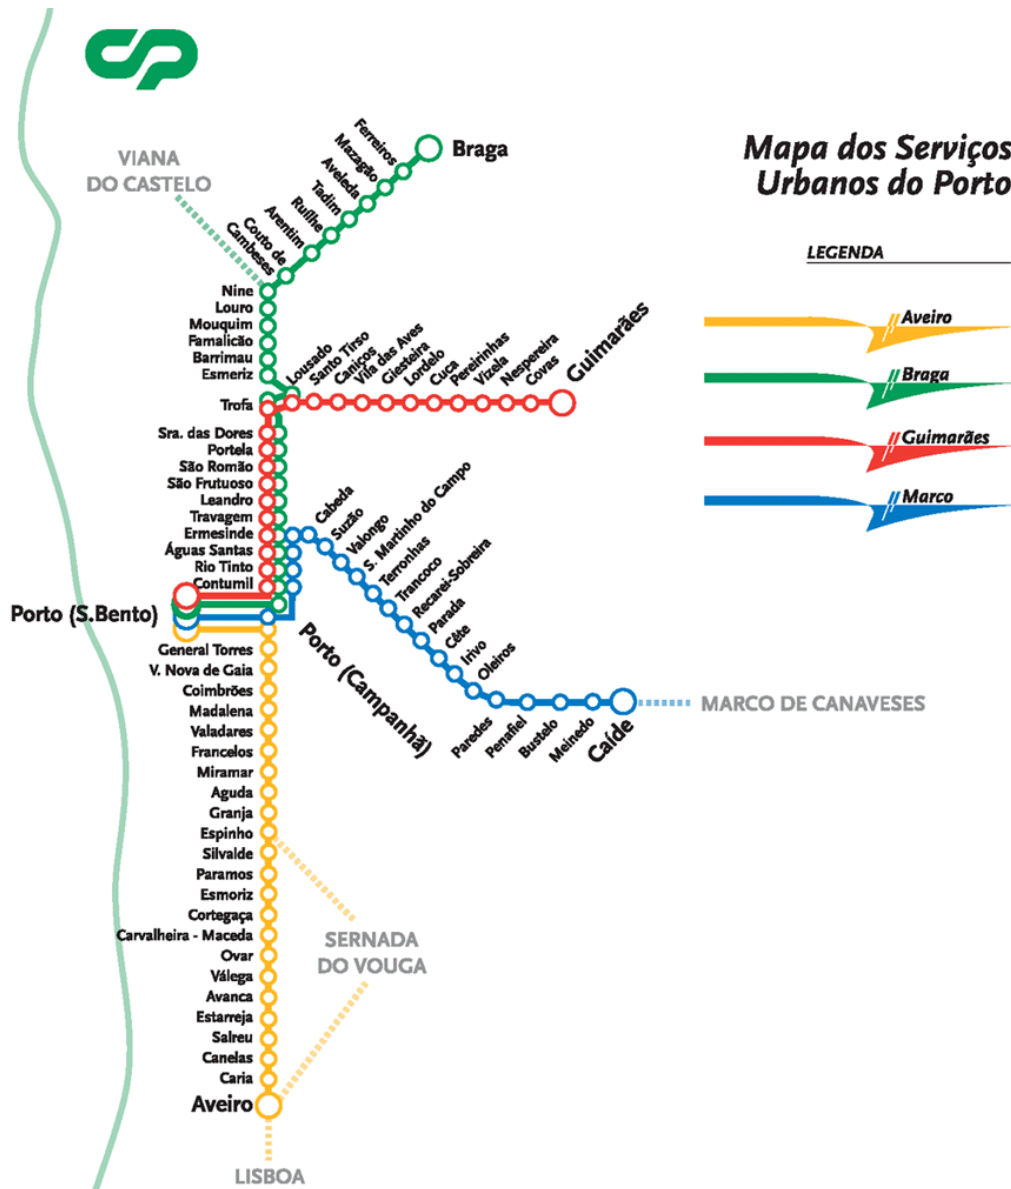 CP
Mapa dos Serviços
Urbanos do Porto
LEGENDA
Aveiro
Braga
Guimarães
Marco
VIANA
DO CASTELO
Braga
Ferreiros
Mazagão
Aveleda
Tadim
Ruilhe
Arentim
Couto de
Cambeses
Nine
Louro
Mouquim
Famalicão
Barrimau
Esmeriz
Lousado
Santo Tirso
Caniços
Vila das Aves
Giesteira
Lordelo
Cuca
Pereirinhas
Vizela
Nespereira
Covas
Guimarães
Trofa
Sra. das Dores
Portela
São Romão
São Frutuoso
Leandro
Travagem
Ermesinde
Águas Santas
Rio Tinto
Contumil
Cabeda
Suzão
Valongo
S. Martinho do Campo
Terronhas
Trancoco
Recarei-Sobreira
Parada
Cête
Irivo
Oleiros
Paredes
Penafiel
Bustelo
Meinedo
Caíde
MARCO DE CANAVESES
Porto (S.Bento)
Porto (Campanhã)
General Torres
V. Nova de Gaia
Coimbrões
Madalena
Valadares
Francelos
Miramar
Aguda
Granja
Espinho
Silvalde
Paramos
Esmoriz
Cortegaça
Carvalheira - Maceda
Ovar
Válega
Avanca
Estarreja
Salreu
Canelas
Caria
Aveiro
SERNADA
DO VOUGA
LISBOA